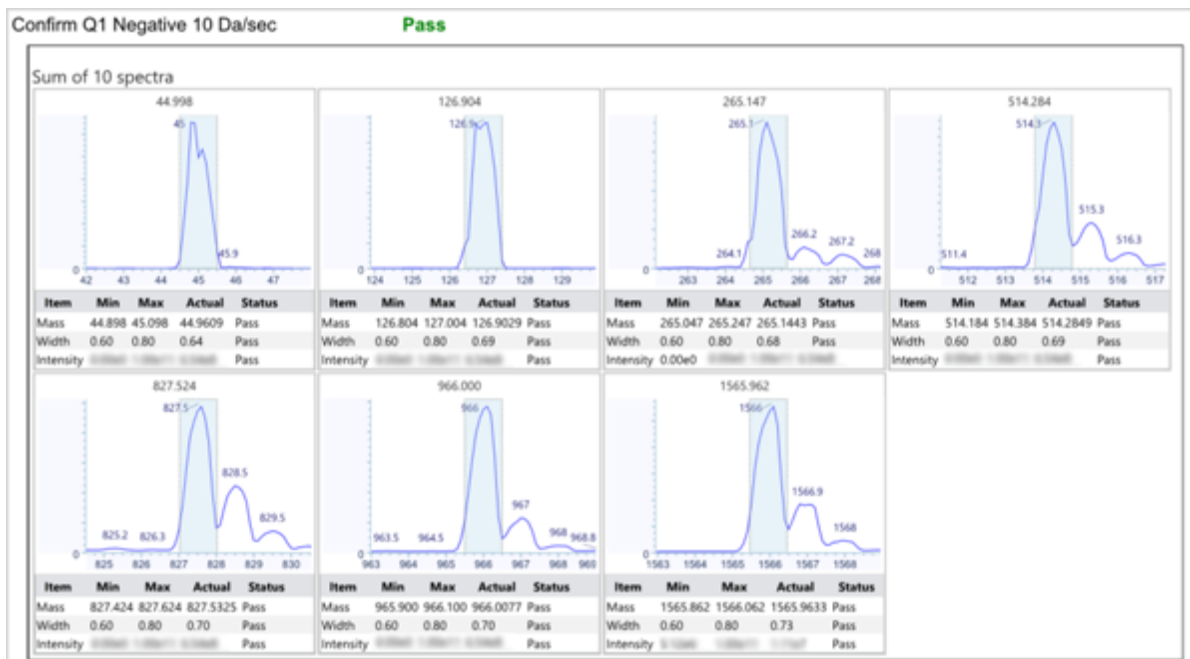 Confirm Q1 Negative 10 Da/sec Pass
Sum of 10 spectra
44.998
45
45.9
0
42 43 44 45 46 47
Item Min Max Actual Status
Mass 44.898 45.098 44.9609 Pass
Width 0.60 0.80 0.64 Pass
Intensity Pass
126.904
126.9
0
124 125 126 127 128 129
Item Min Max Actual Status
Mass 126.804 127.004 126.9029 Pass
Width 0.60 0.80 0.69 Pass
Intensity Pass
265.147
265.1
264.1 266.2 267.2 268
0
263 264 265 266 267 268
Item Min Max Actual Status
Mass 265.047 265.247 265.1443 Pass
Width 0.60 0.80 0.68 Pass
Intensity 0.00e0 Pass
514.284
514.3
515.3
511.4 516.3
0
512 513 514 515 516 517
Item Min Max Actual Status
Mass 514.184 514.384 514.2849 Pass
Width 0.60 0.80 0.69 Pass
Intensity Pass
827.524
827.5
828.5
825.2 826.3 829.5
0
825 826 827 828 829 830
Item Min Max Actual Status
Mass 827.424 827.624 827.5325 Pass
Width 0.60 0.80 0.70 Pass
Intensity Pass
966.000
966
967
963.5 964.5 968 968.8
0
963 964 965 966 967 968 969
Item Min Max Actual Status
Mass 965.900 966.100 966.0077 Pass
Width 0.60 0.80 0.70 Pass
Intensity Pass
1565.962
1566
1566.9
1568
0
1563 1564 1565 1566 1567 1568
Item Min Max Actual Status
Mass 1565.862 1566.062 1565.9633 Pass
Width 0.60 0.80 0.73 Pass
Intensity Pass